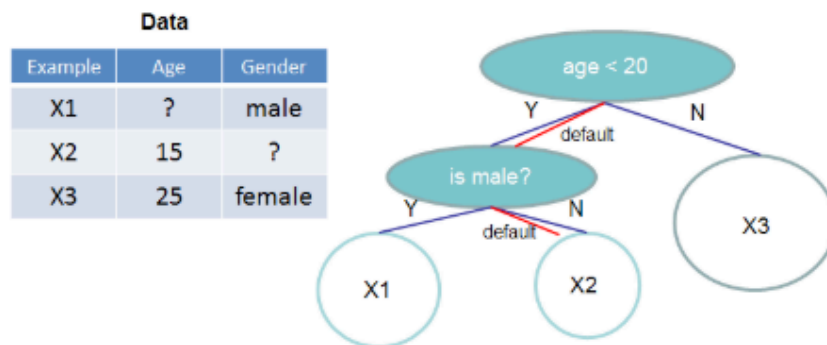 Data
Example Age Gender
X1 ? male
X2 15 ?
X3 25 female
age < 20
Y N
default
is male?
Y N
default
X3
X1 X2